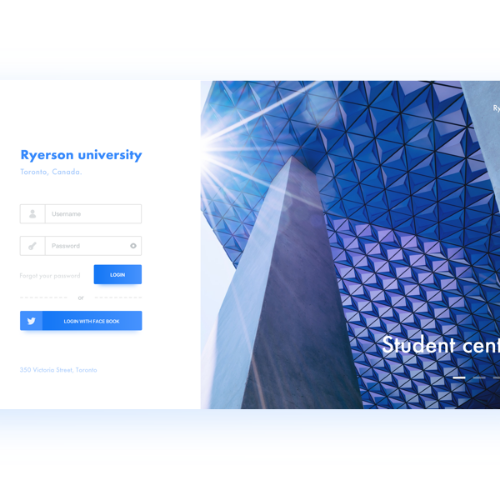 Ryerson university
Toronto, Canada.
Username
Password
Forgot your password
LOGIN
or
LOGIN WITH FACE BOOK
350 Victoria Street, Toronto
Ry
Student cent